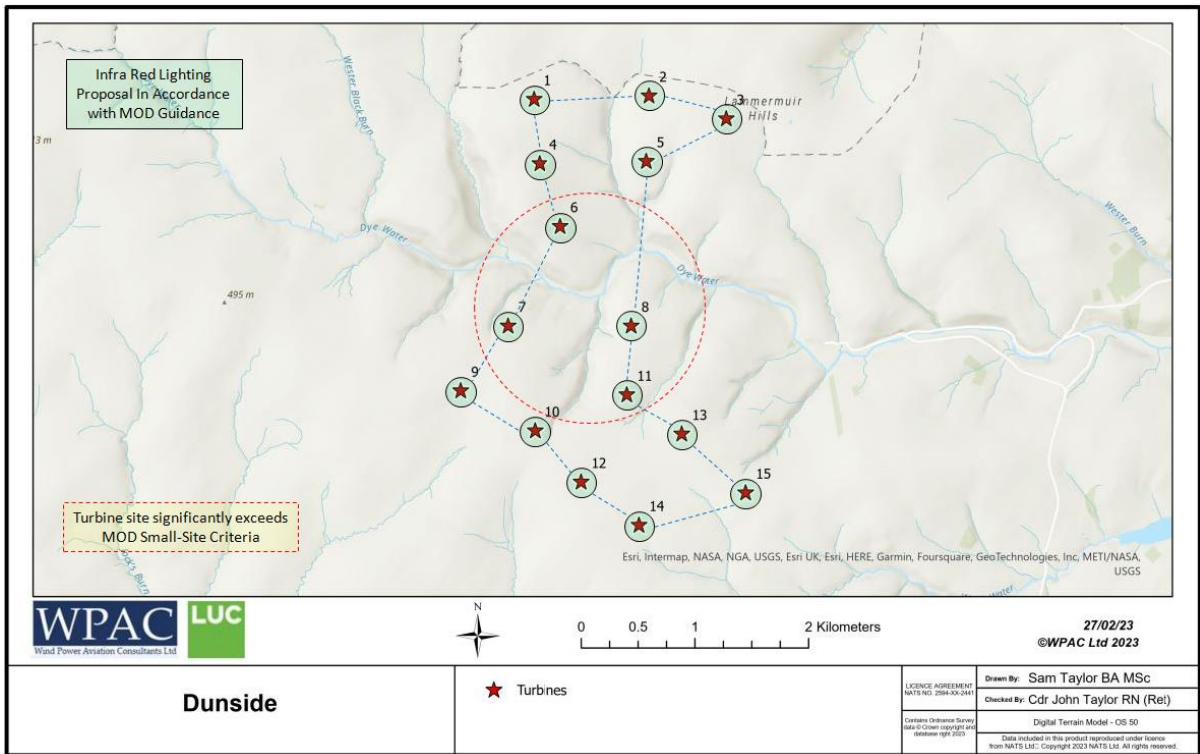 Infra Red Lighting
Proposal In Accordance
with MOD Guidance
1
2
3
4
5
6
7
8
9
10
11
12
13
14
15
Lammermuir
Hills
Wester Black Burn
Dye Water
Dye Water
Wester Burn
3 m
495 m
Turbine site significantly exceeds
MOD Small-Site Criteria
Esri, Intermap, NASA, NGA, USGS, Esri UK, Esri, HERE, Garmin, Foursquare, GeoTechnologies, Inc, METI/NASA,
USGS
WPAC
Wind Power Aviation Consultants Ltd
LUC
N
0 0.5 1 2 Kilometers
27/02/23
©WPAC Ltd 2023
Dunside
Turbines
LICENCE AGREEMENT
NATS NO. 2594-XX-2441
Contains Ordnance Survey
data © Crown copyright and
database right 2023
Drawn By: Sam Taylor BA MSc
Checked By: Cdr John Taylor RN (Ret)
Digital Terrain Model - OS 50
Data included in this product reproduced under licence
from NATS Ltd. Copyright 2023 NATS Ltd. All rights reserved.